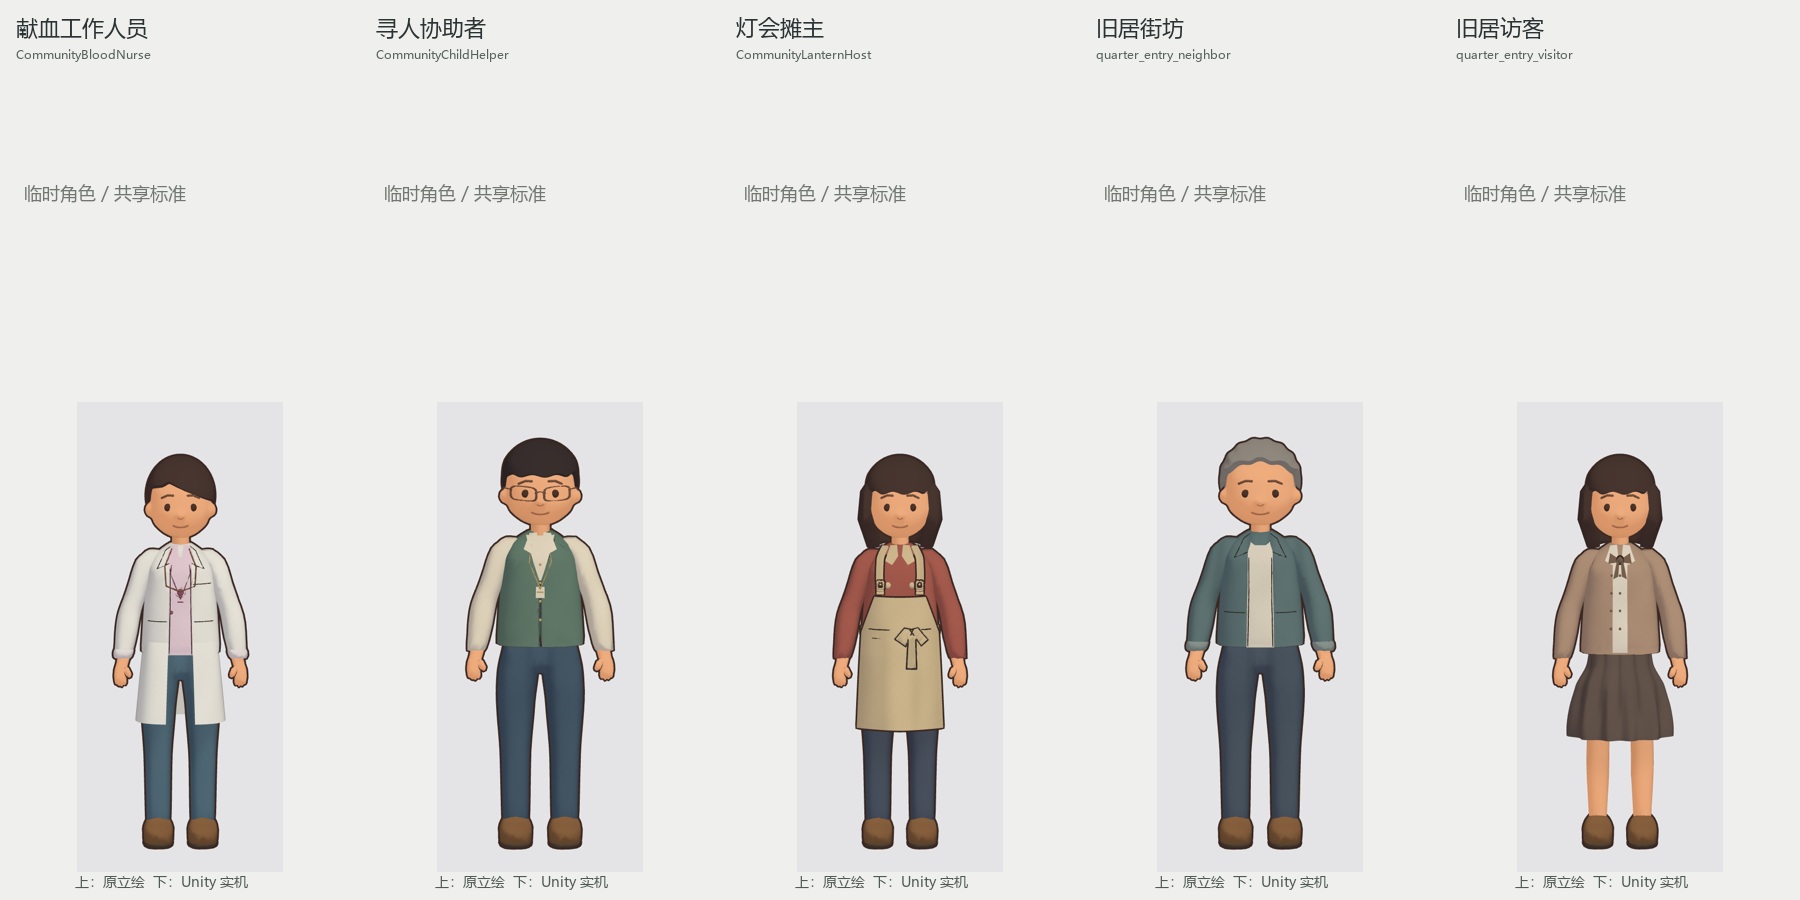 献血工作人员
CommunityBloodNurse
临时角色 / 共享标准
上：原立绘 下：Unity 实机
寻人协助者
CommunityChildHelper
临时角色 / 共享标准
上：原立绘 下：Unity 实机
灯会摊主
CommunityLanternHost
临时角色 / 共享标准
上：原立绘 下：Unity 实机
旧居街坊
quarter_entry_neighbor
临时角色 / 共享标准
上：原立绘 下：Unity 实机
旧居访客
quarter_entry_visitor
临时角色 / 共享标准
上：原立绘 下：Unity 实机